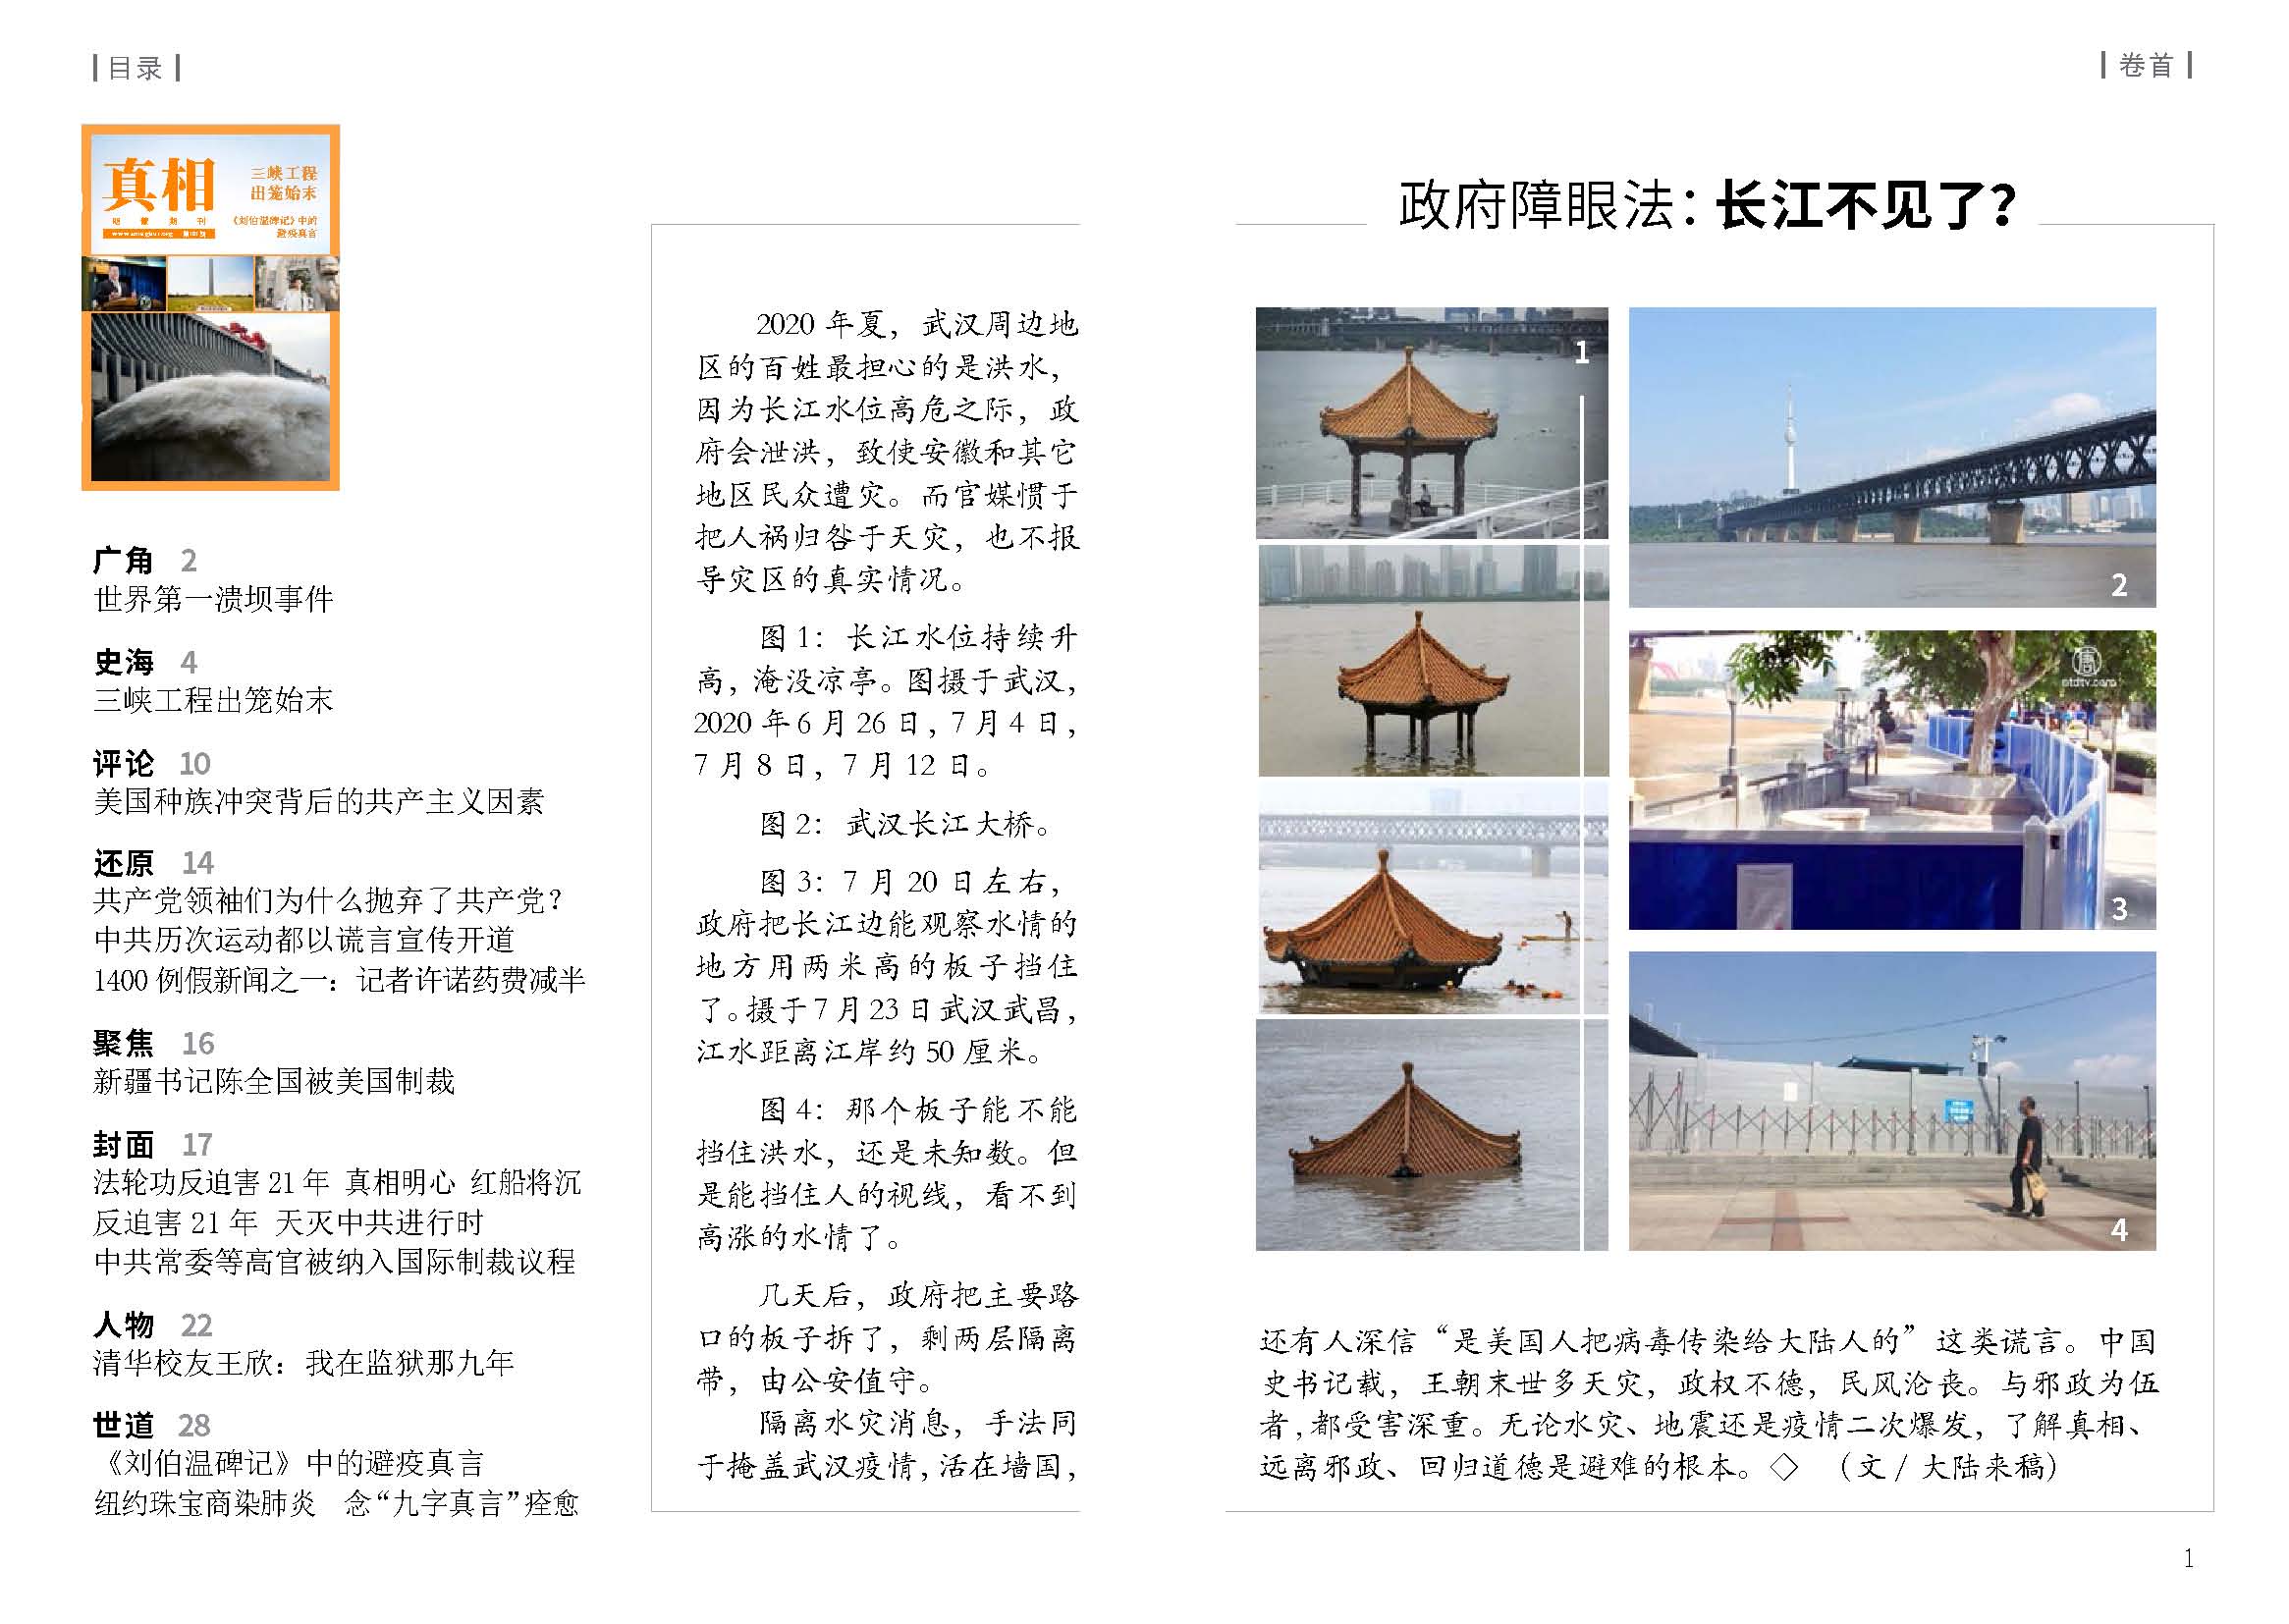 目录
真相
三峡工程
出笼始末
《刘伯温碑记》中的
避疫真言
明慧期刊
广角 2
世界第一溃坝事件
史海 4
三峡工程出笼始末
评论 10
美国种族冲突背后的共产主义因素
还原 14
共产党领袖们为什么抛弃了共产党？
中共历次运动都以谎言宣传开道
1400 例假新闻之一：记者许诺药费减半
聚焦 16
新疆书记陈全国被美国制裁
封面 17
法轮功反迫害 21 年 真相明心 红船将沉
反迫害 21 年 天灭中共进行时
中共常委等高官被纳入国际制裁议程
人物 22
清华校友王欣：我在监狱那九年
世道 28
《刘伯温碑记》中的避疫真言
纽约珠宝商染肺炎 念“九字真言”痊愈
卷首
政府障眼法：长江不见了？
2020 年夏，武汉周边地
区的百姓最担心的是洪水，
因为长江水位高危之际，政
府会泄洪，致使安徽和其它
地区民众遭灾。而官媒惯于
把人祸归咎于天灾，也不报
导灾区的真实情况。
图 1：长江水位持续升
高，淹没凉亭。图摄于武汉，
2020 年 6 月 26 日，7 月 4 日，
7 月 8 日，7 月 12 日。
图 2：武汉长江大桥。
图 3：7 月 20 日左右，
政府把长江边能观察水情的
地方用两米高的板子挡住
了。摄于 7 月 23 日武汉武昌，
江水距离江岸约 50 厘米。
图 4：那个板子能不能
挡住洪水，还是未知数。但
是能挡住人的视线，看不到
高涨的水情了。
几天后，政府把主要路
口的板子拆了，剩两层隔离
带，由公安值守。
隔离水灾消息，手法同
于掩盖武汉疫情，活在墙国，
1
2
ntdtv.com
3
4
还有人深信“是美国人把病毒传染给大陆人的”这类谎言。中国
史书记载，王朝末世多天灾，政权不德，民风沦丧。与邪政为伍
者，都受害深重。无论水灾、地震还是疫情二次爆发，了解真相、
远离邪政、回归道德是避难的根本。◇ （文 / 大陆来稿）
1